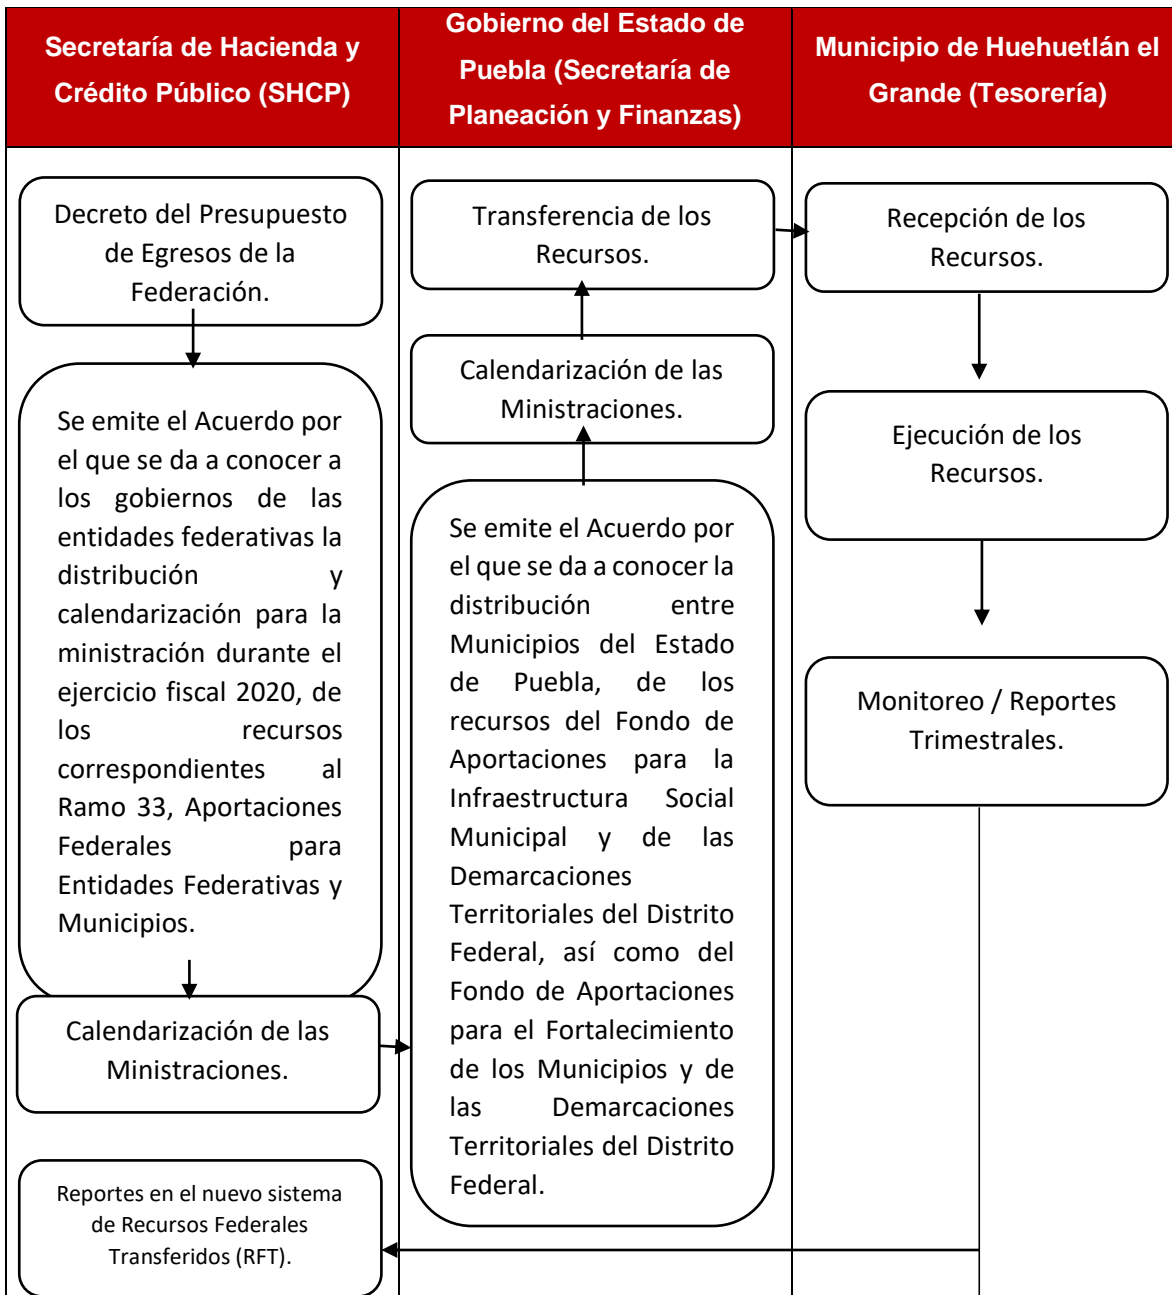 Secretaría de Hacienda y
Crédito Público (SHCP)
Gobierno del Estado de
Puebla (Secretaría de
Planeación y Finanzas)
Municipio de Huehuetlán el
Grande (Tesorería)
Decreto del Presupuesto
de Egresos de la
Federación.
Se emite el Acuerdo por
el que se da a conocer a
los gobiernos de las
entidades federativas la
distribución y
calendarización para la
ministración durante el
ejercicio fiscal 2020, de
los recursos
correspondientes al
Ramo 33, Aportaciones
Federales para
Entidades Federativas y
Municipios.
Calendarización de las
Ministraciones.
Reportes en el nuevo sistema
de Recursos Federales
Transferidos (RFT).
Transferencia de los
Recursos.
Calendarización de las
Ministraciones.
Se emite el Acuerdo por
el que se da a conocer la
distribución entre
Municipios del Estado
de Puebla, de los
recursos del Fondo de
Aportaciones para la
Infraestructura Social
Municipal y de las
Demarcaciones
Territoriales del Distrito
Federal, así como del
Fondo de Aportaciones
para el Fortalecimiento
de los Municipios y de
las Demarcaciones
Territoriales del Distrito
Federal.
Recepción de los
Recursos.
Ejecución de los
Recursos.
Monitoreo / Reportes
Trimestrales.